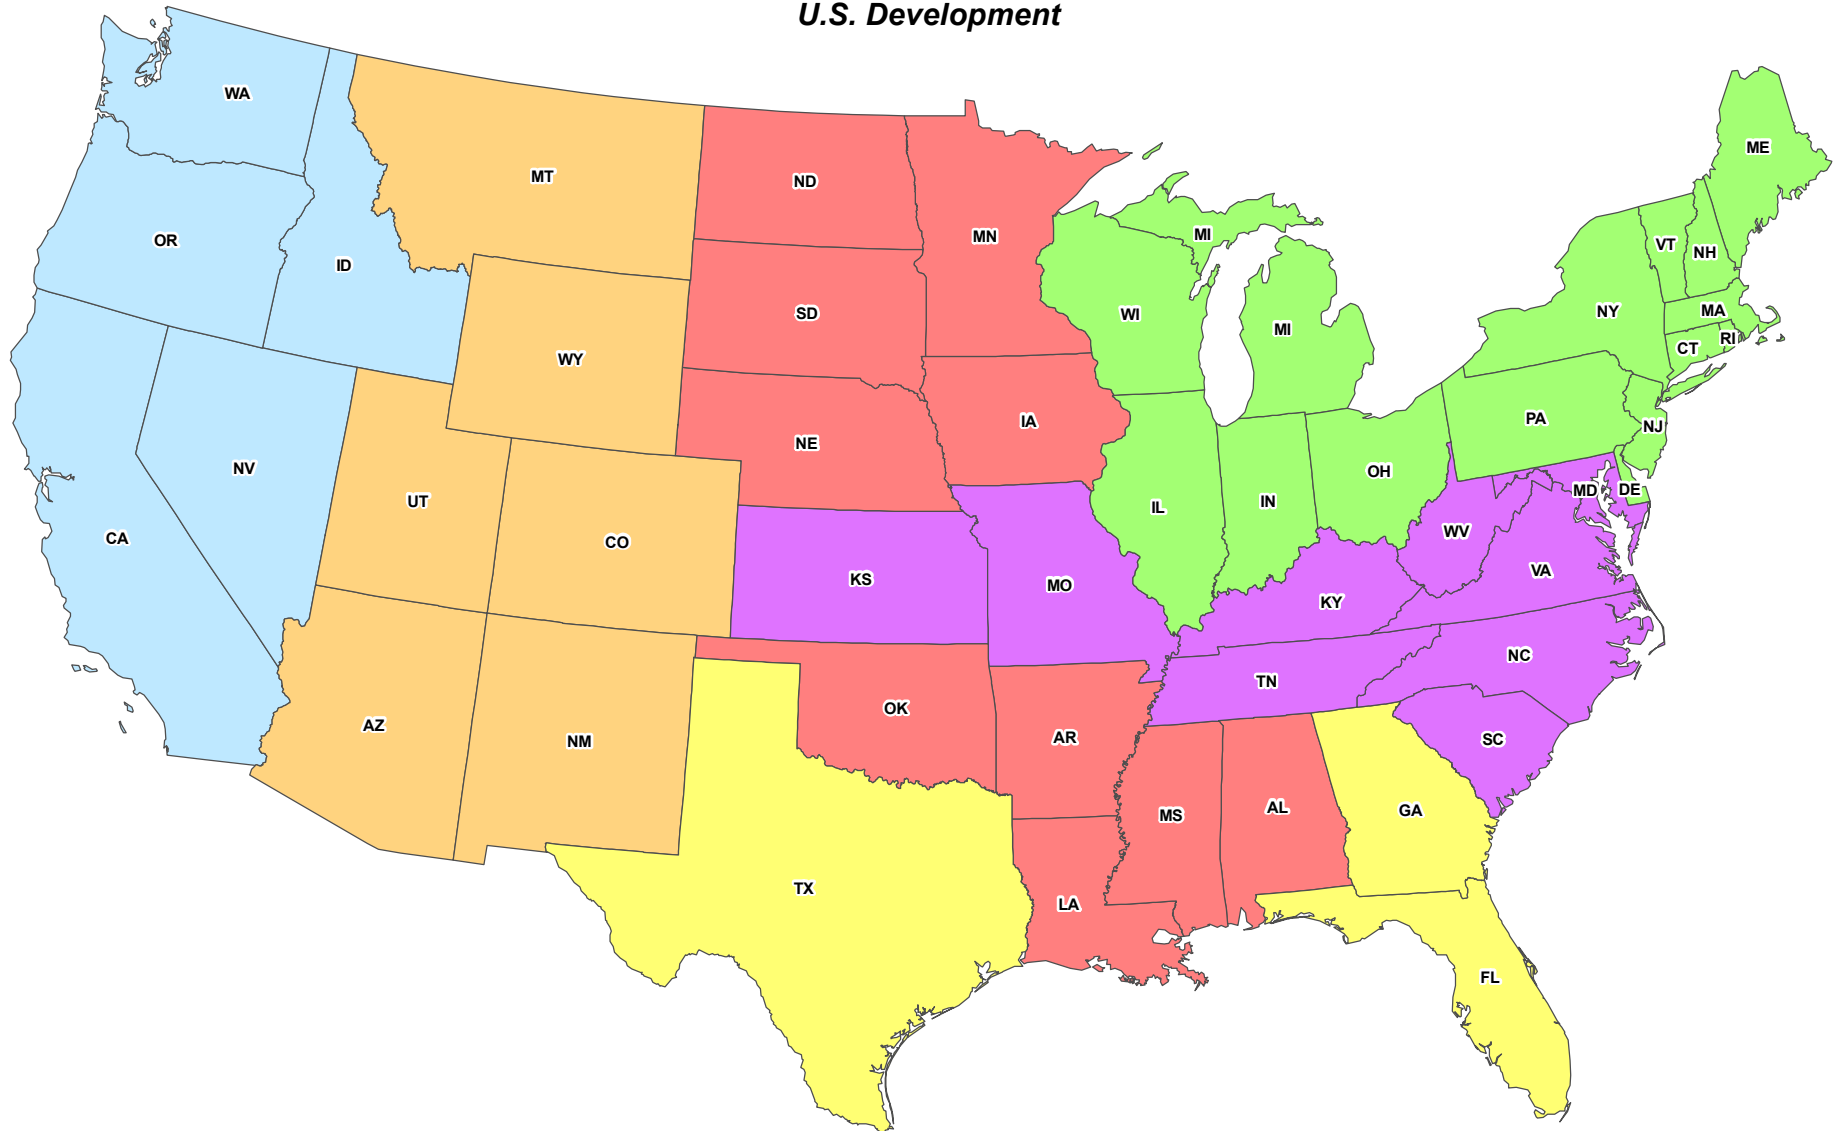 U.S. Development
WA
MT
ND
MN
ME
OR
ID
MI
VT
NH
SD
WI
MI
NY
MA
RI
CT
WY
NE
IA
PA
NJ
NV
UT
CO
CA
KS
MO
IL
IN
OH
MD
DE
WV
VA
KY
NC
TN
AZ
NM
OK
AR
SC
MS
AL
GA
TX
LA
FL